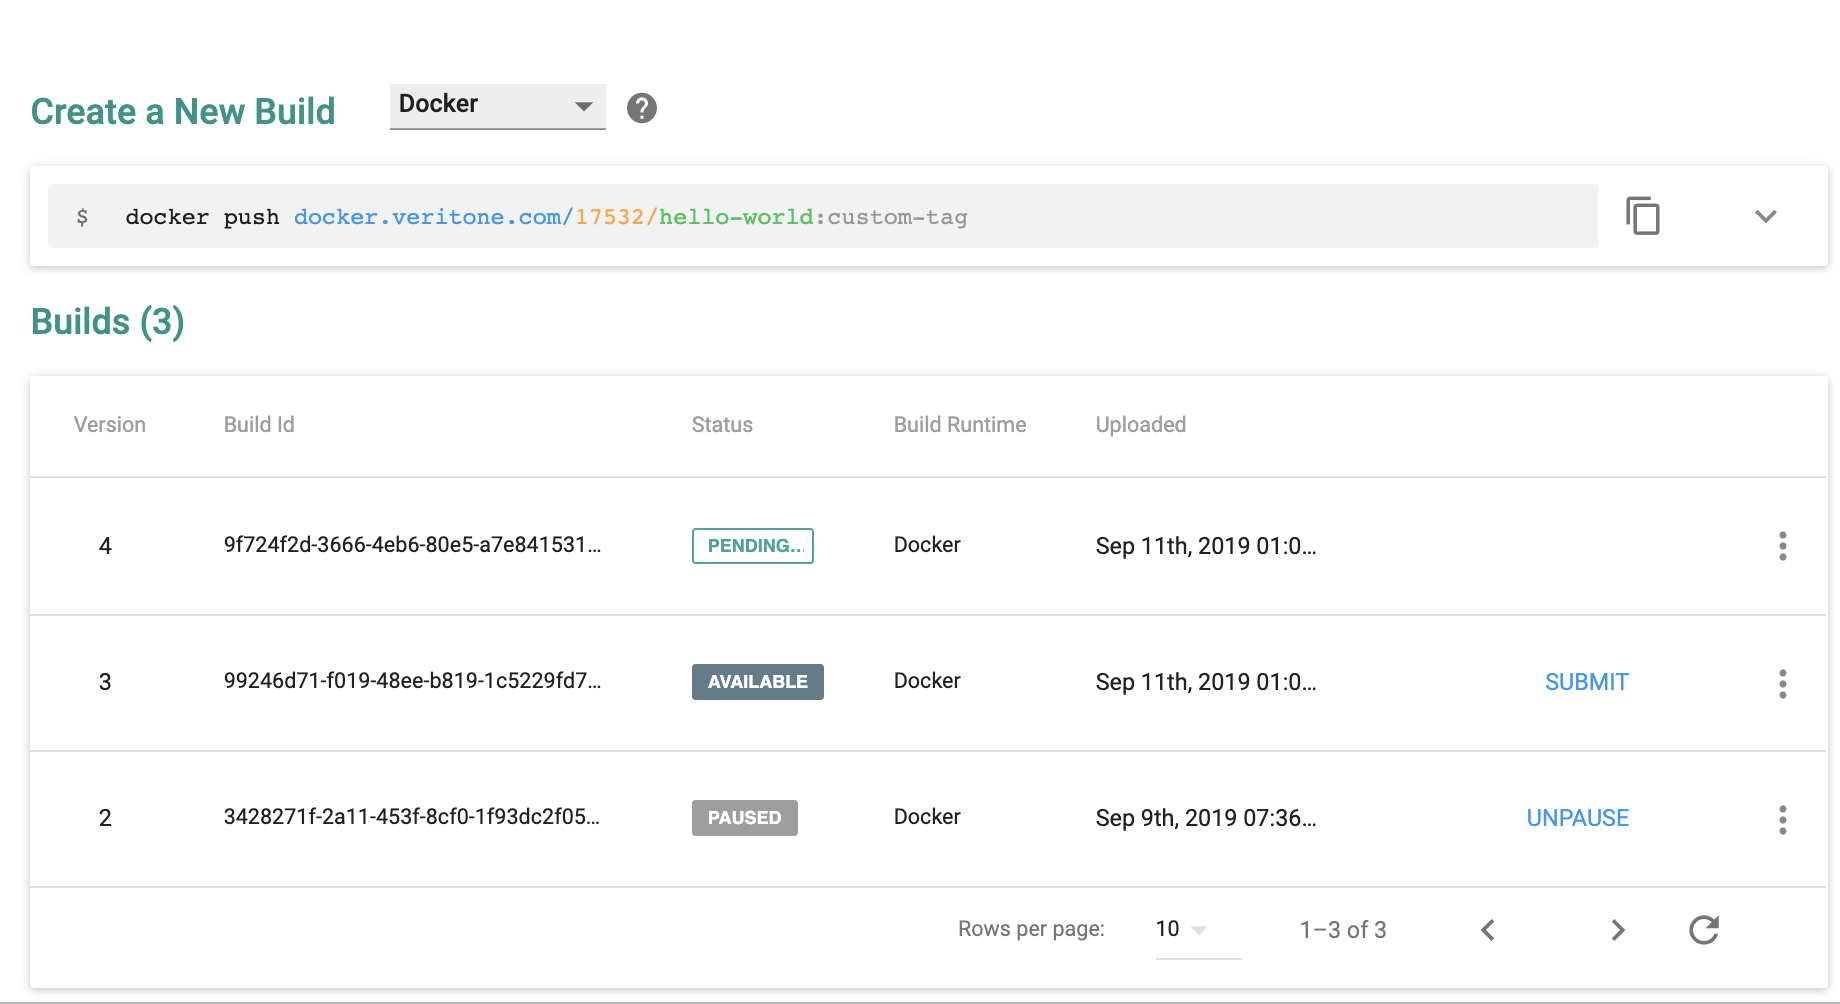 Create a New Build Docker ?
$ docker push docker.veritone.com/17532/hello-world:custom-tag
Builds (3)
Version Build Id Status Build Runtime Uploaded
4 9f724f2d-3666-4eb6-80e5-a7e841531... PENDING... Docker Sep 11th, 2019 01:0...
3 99246d71-f019-48ee-b819-1c5229fd7... AVAILABLE Docker Sep 11th, 2019 01:0... SUBMIT
2 3428271f-2a11-453f-8cf0-1f93dc2f05... PAUSED Docker Sep 9th, 2019 07:36... UNPAUSE
Rows per page: 10 1–3 of 3